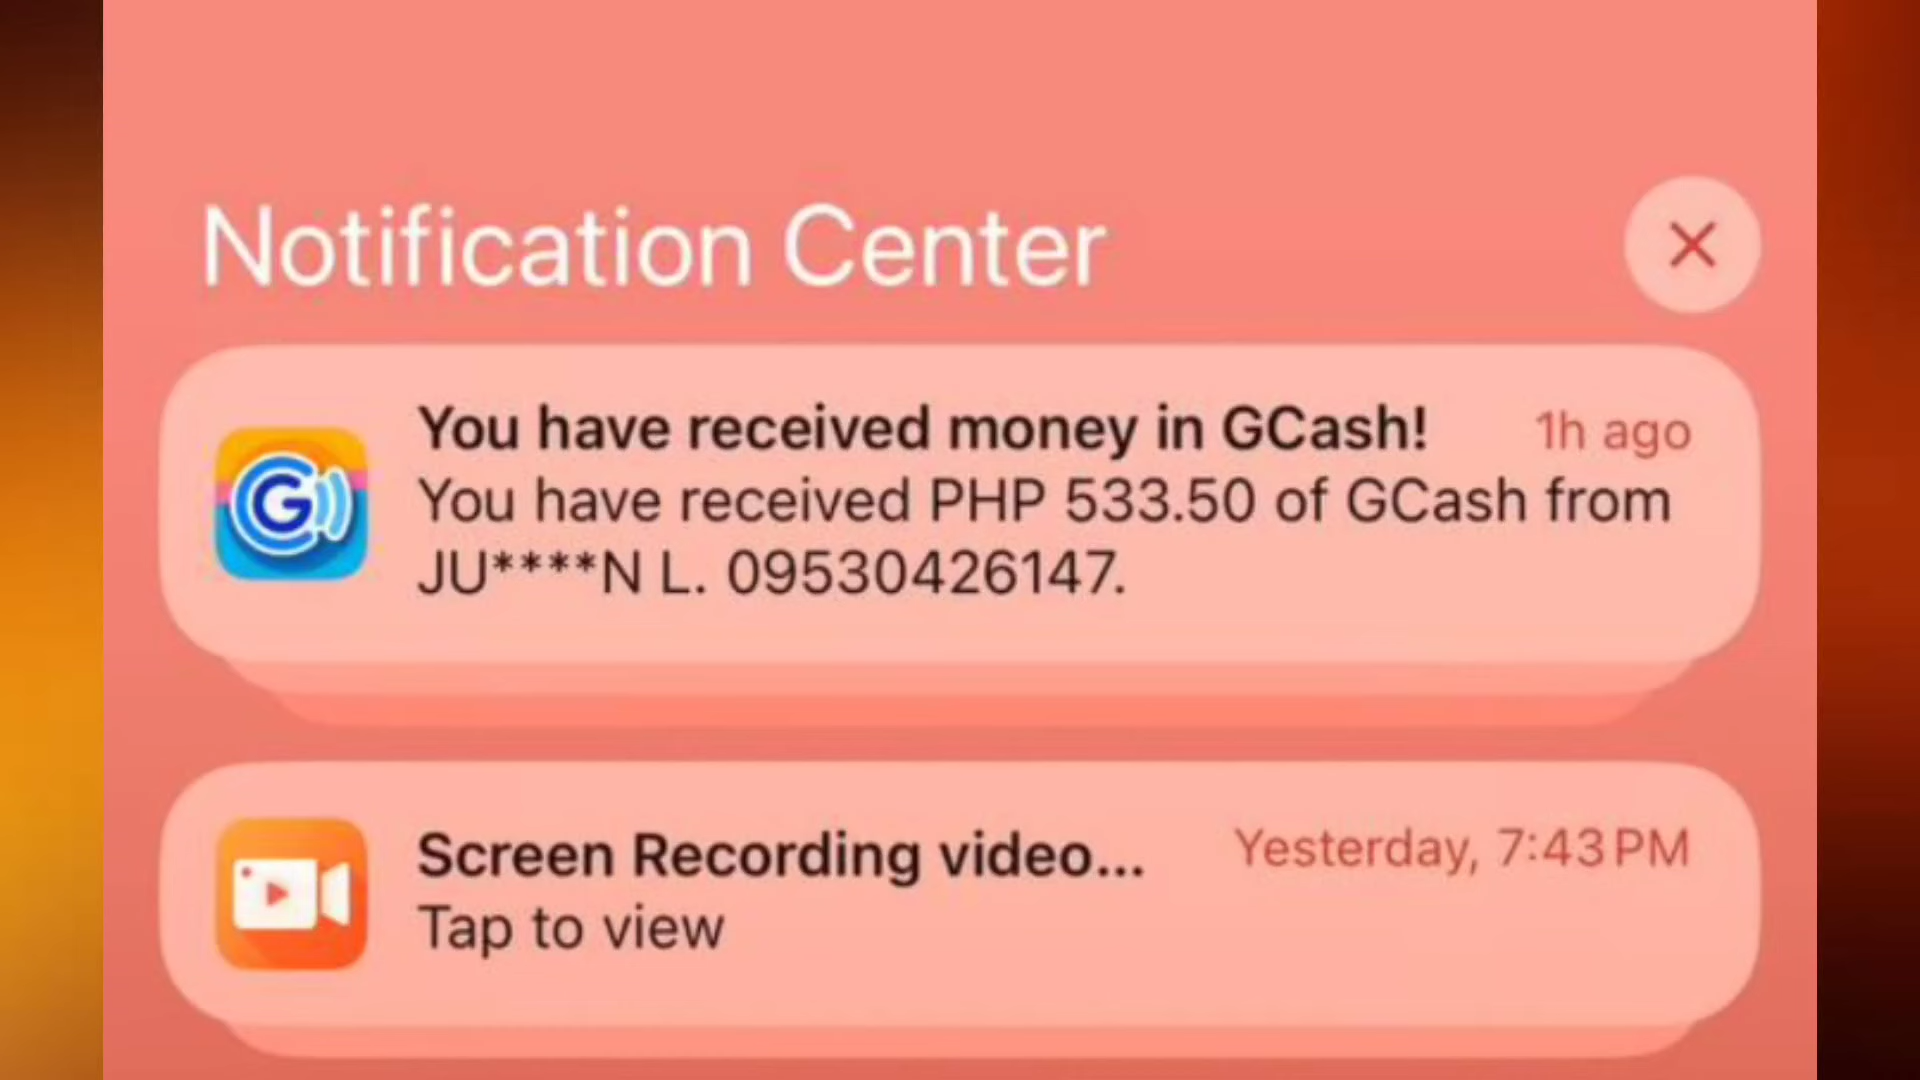 Notification Center
You have received money in GCash!
1h ago
You have received PHP 533.50 of GCash from
JU****N L. 09530426147.
Screen Recording video...
Yesterday, 7:43 PM
Tap to view